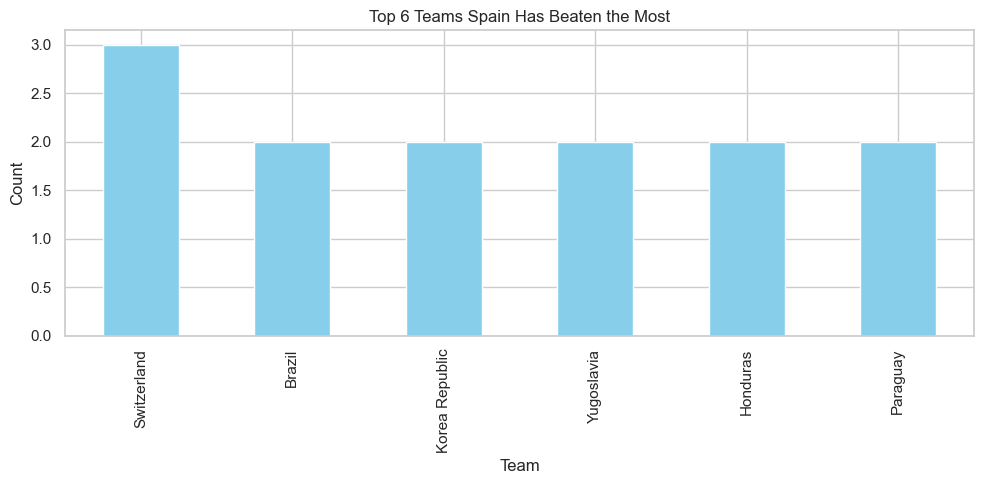 Top 6 Teams Spain Has Beaten the Most
3.0
2.5
2.0
1.5
1.0
0.5
0.0
Count
Switzerland
Brazil
Korea Republic
Yugoslavia
Honduras
Paraguay
Team